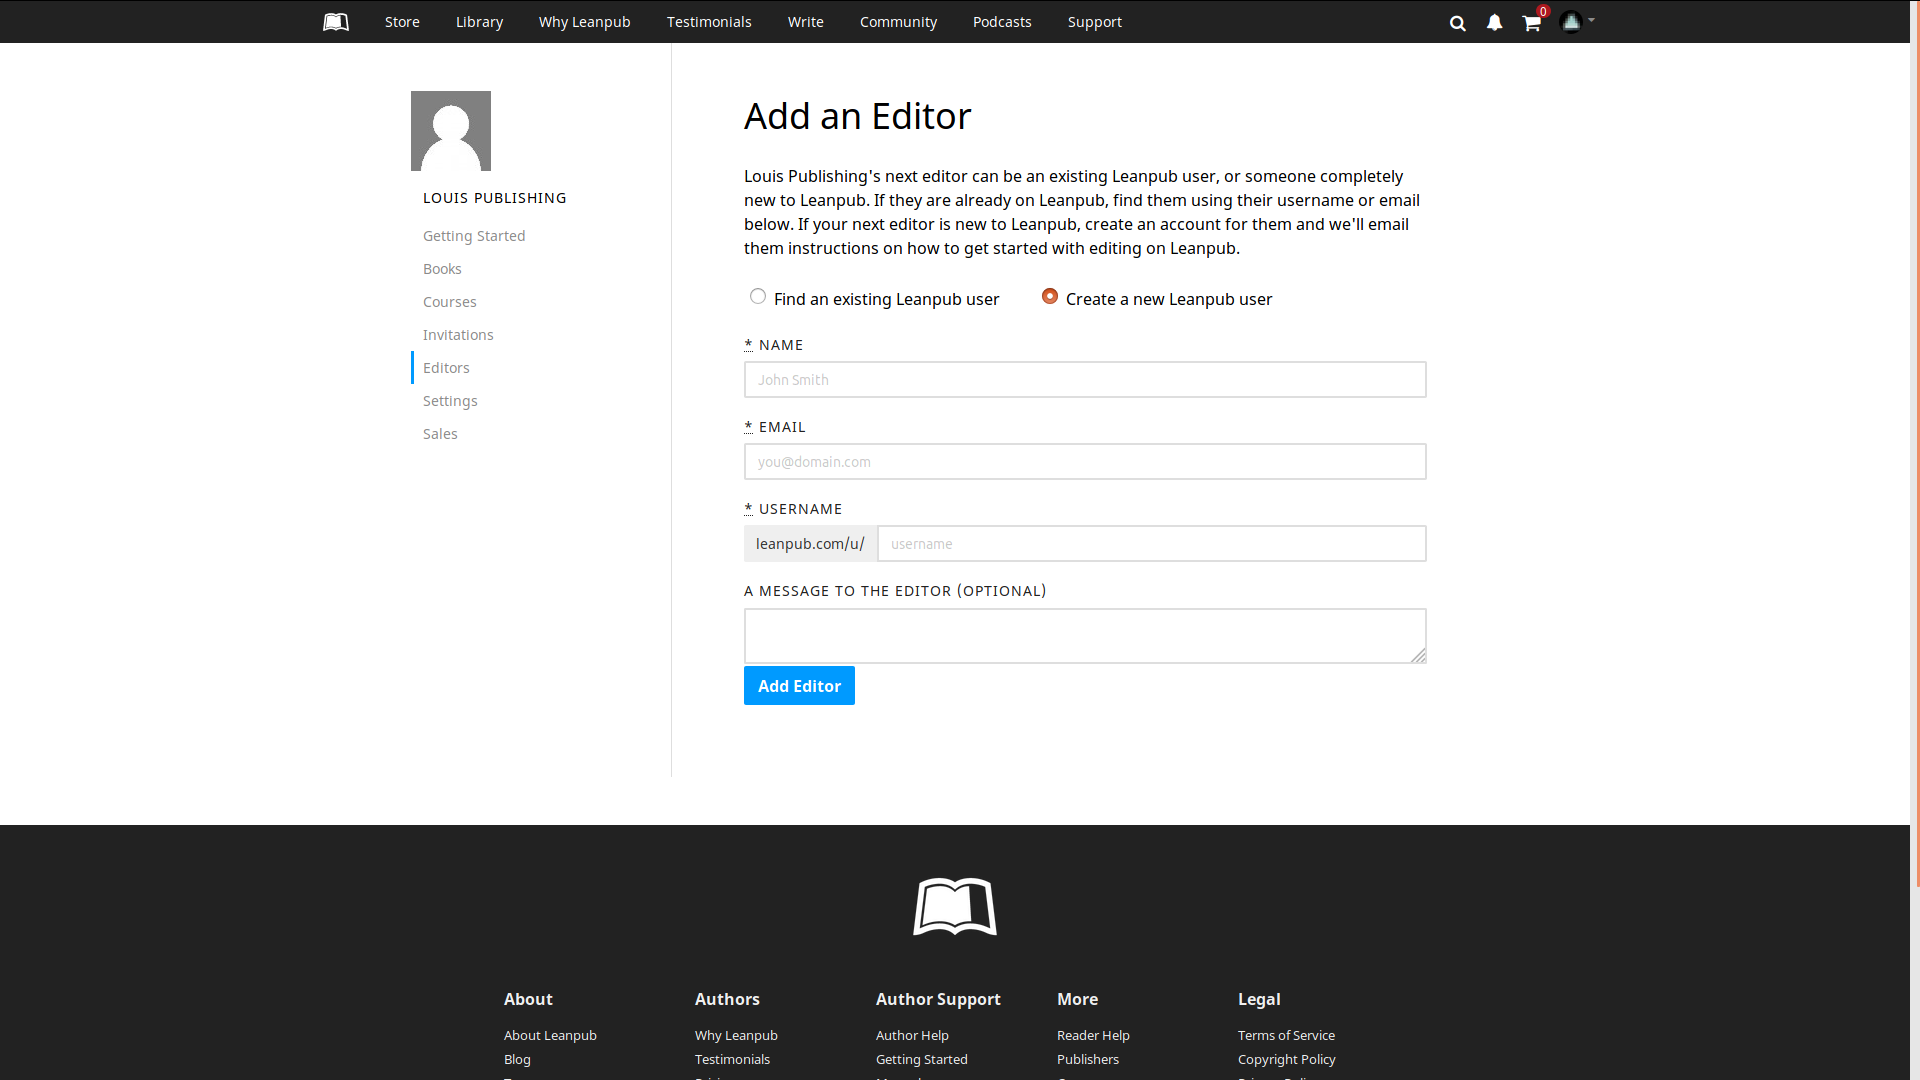 Store Library Why Leanpub Testimonials Write Community Podcasts Support 0
LOUIS PUBLISHING
Getting Started
Books
Courses
Invitations
Editors
Settings
Sales
Add an Editor
Louis Publishing's next editor can be an existing Leanpub user, or someone completely
new to Leanpub. If they are already on Leanpub, find them using their username or email
below. If your next editor is new to Leanpub, create an account for them and we'll email
them instructions on how to get started with editing on Leanpub.
Find an existing Leanpub user Create a new Leanpub user
* NAME
John Smith
* EMAIL
you@domain.com
* USERNAME
leanpub.com/u/ username
A MESSAGE TO THE EDITOR (OPTIONAL)
Add Editor
About
About Leanpub
Blog
Authors
Why Leanpub
Testimonials
Author Support
Author Help
Getting Started
More
Reader Help
Publishers
Legal
Terms of Service
Copyright Policy